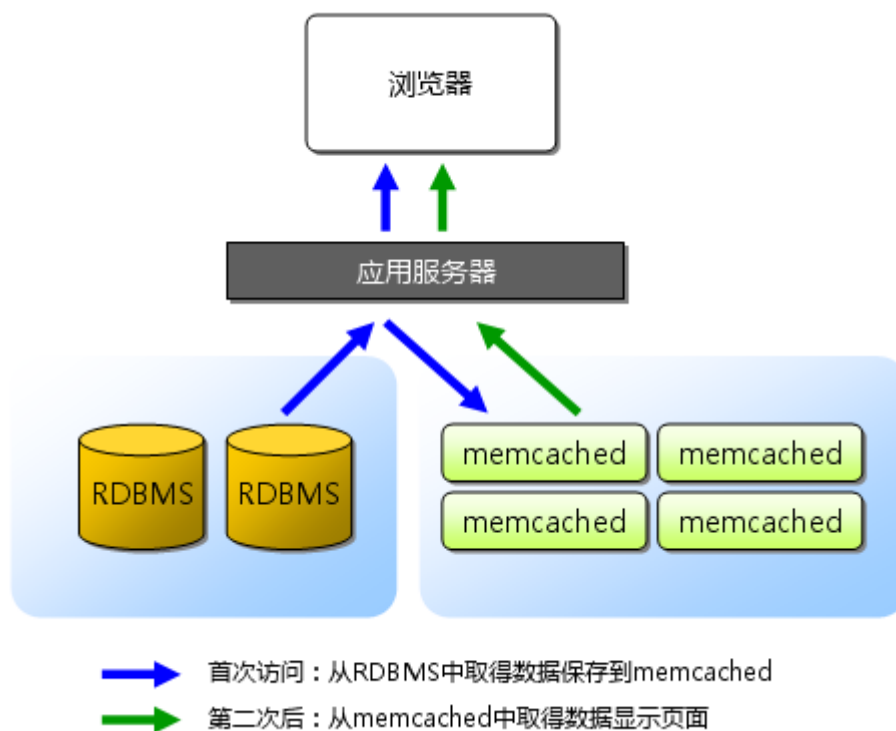 浏览器
应用服务器
RDBMS
RDBMS
memcached
memcached
memcached
memcached
首次访问：从RDBMS中取得数据保存到memcached
第二次后：从memcached中取得数据显示页面